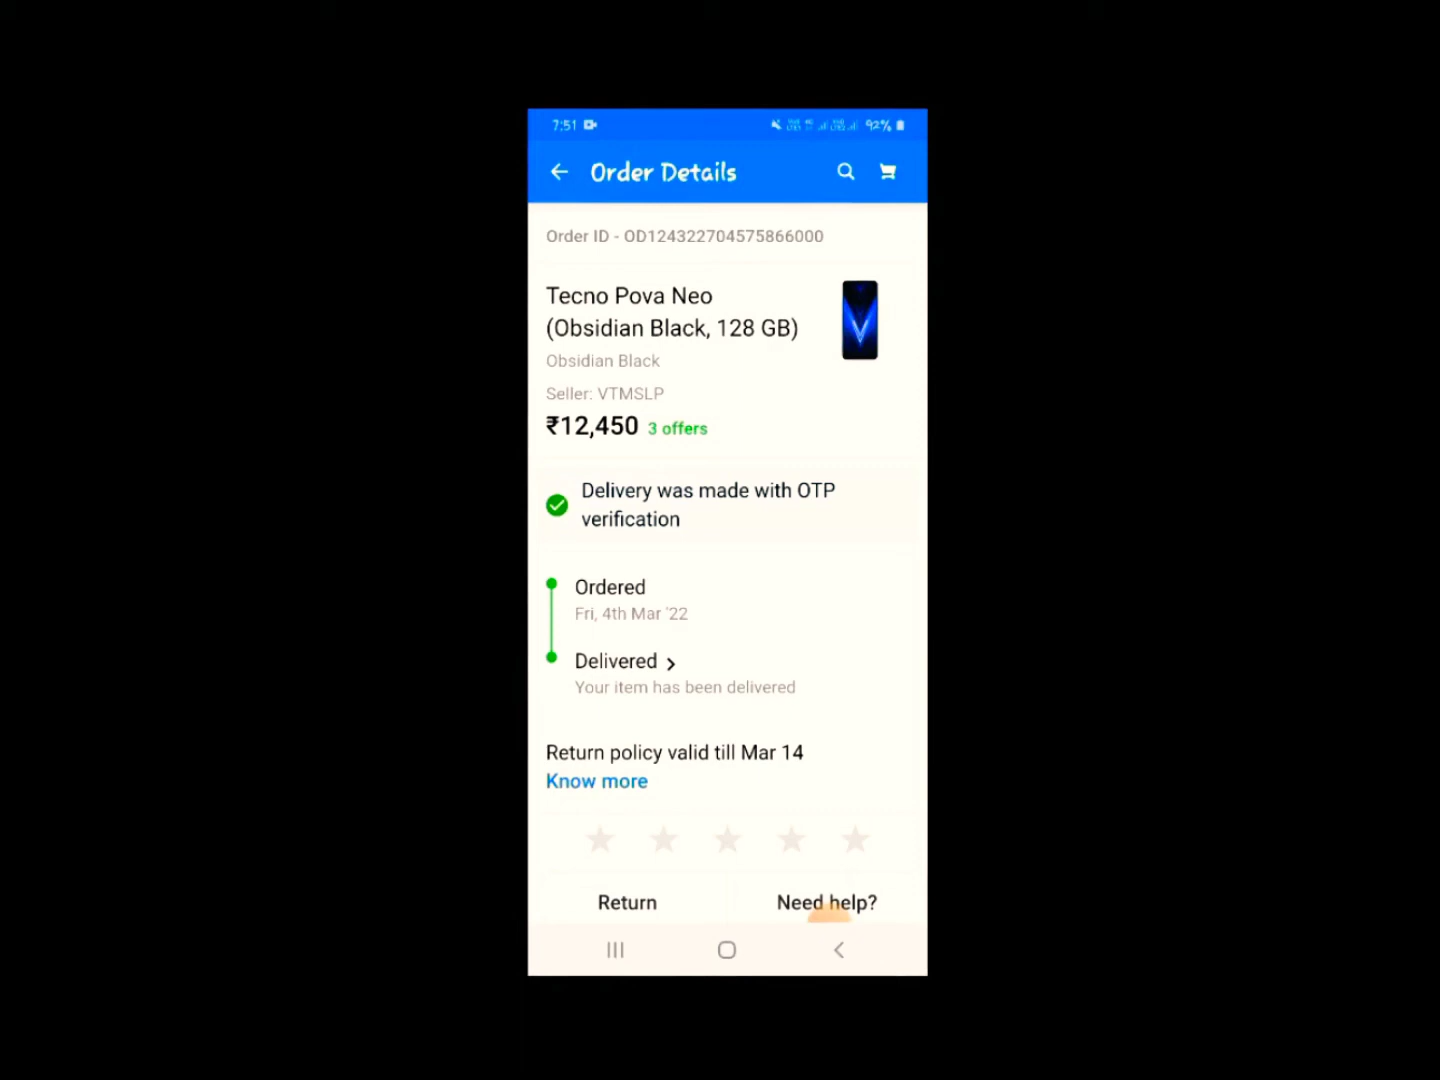 7:51
92%
Order Details
Order ID - OD124322704575866000
Tecno Pova Neo
(Obsidian Black, 128 GB)
Obsidian Black
Seller: VTMSLP
₹12,450 3 offers
Delivery was made with OTP
verification
Ordered
Fri, 4th Mar '22
Delivered
Your item has been delivered
Return policy valid till Mar 14
Know more
Return
Need help?